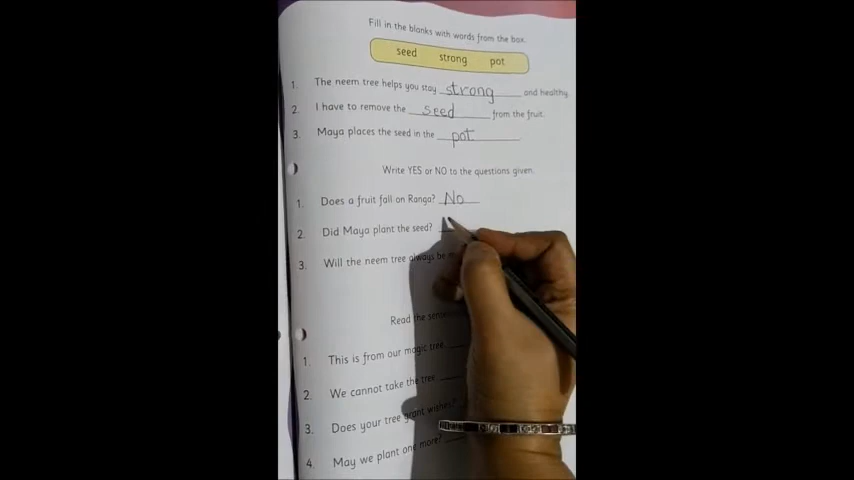 Fill in the blanks with words from the box.
seed strong pot
1. The neem tree helps you stay strong and healthy.
2. I have to remove the seed from the fruit.
3. Maya places the seed in the pot
Write YES or NO to the questions given.
1. Does a fruit fall on Ranga? No
2. Did Maya plant the seed?
3. Will the neem tree always be
Read the
1. This is from our magic tree.
2. We cannot take the tree
3. Does your tree grant wishes?
4. May we plant one more?